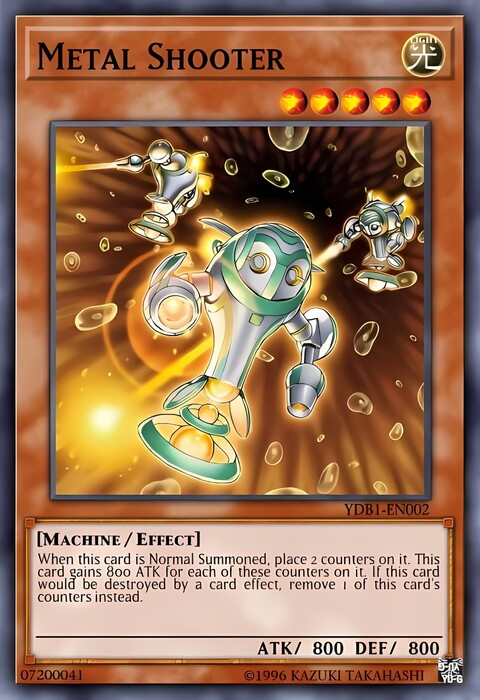 Metal Shooter
LIGHT
光
YDB1-EN002
[Machine / Effect]
When this card is Normal Summoned, place 2 counters on it. This
card gains 800 ATK for each of these counters on it. If this card
would be destroyed by a card effect, remove 1 of this card's
counters instead.
ATK/ 800 DEF/ 800
07200041
©1996 KAZUKI TAKAHASHI